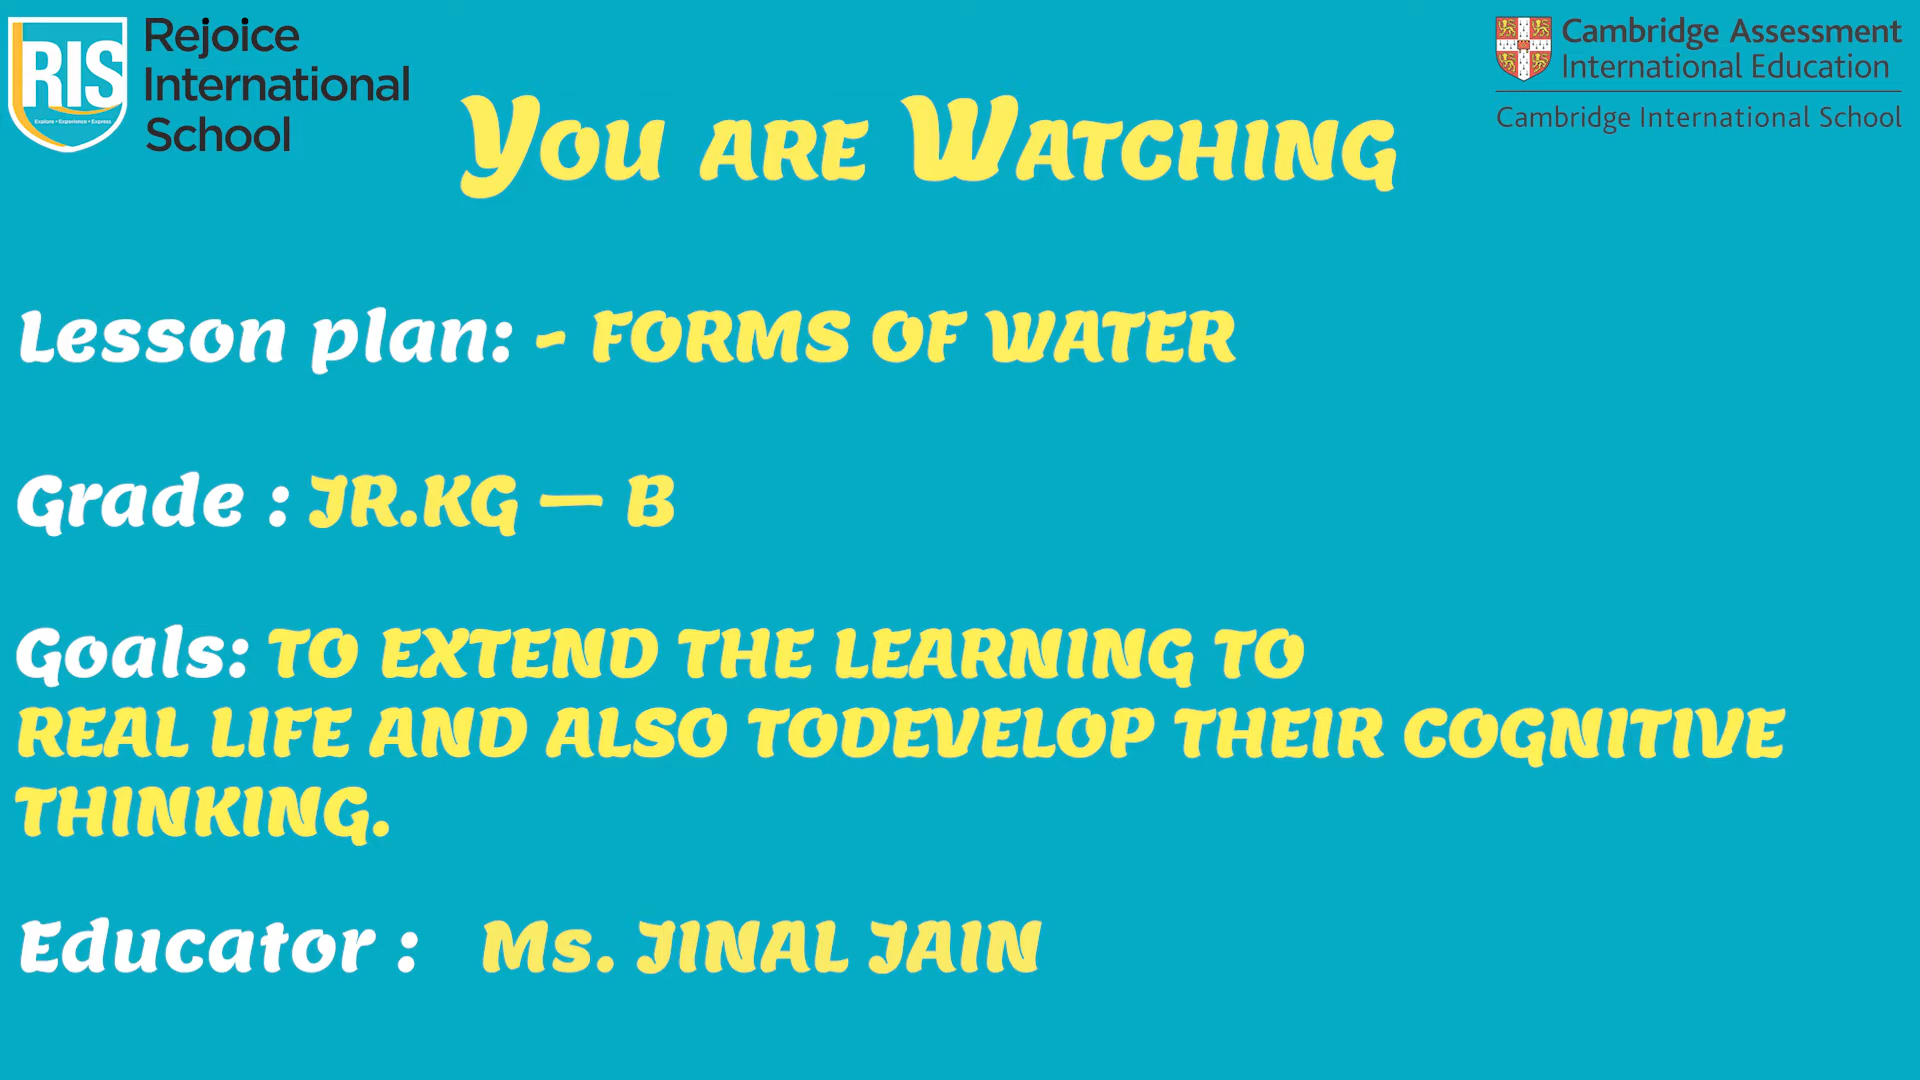 RIS
Explore • Experience • Express
Rejoice
International
School
Cambridge Assessment
International Education
Cambridge International School
You are Watching
Lesson plan: - FORMS OF WATER
Grade : JR.KG — B
Goals: TO EXTEND THE LEARNING TO
REAL LIFE AND ALSO TODEVELOP THEIR COGNITIVE
THINKING.
Educator : Ms. JINAL JAIN